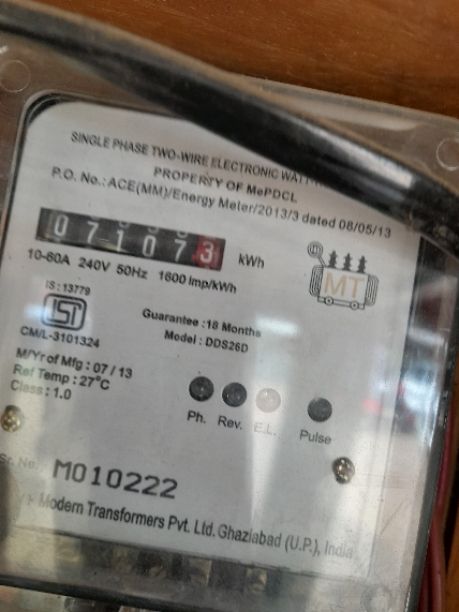 SINGLE PHASE TWO-WIRE ELECTRONIC
PROPERTY OF MePDCL
P.O. No.: ACE(MM)/Energy Meter/2013/3 dated 08/05/13
071073 kWh
10-60A 240V 50Hz 1600 Imp/kWh
MT
IS : 13779
ISI
CM/L-3101324
Guarantee : 18 Months
Model : DDS26D
M/Yr of Mfg : 07 / 13
Ref Temp : 27°C
Class : 1.0
Ph. Rev. E.L. Pulse
Sr. No. M010222
Modern Transformers Pvt. Ltd. Ghaziabad (U.P.), India